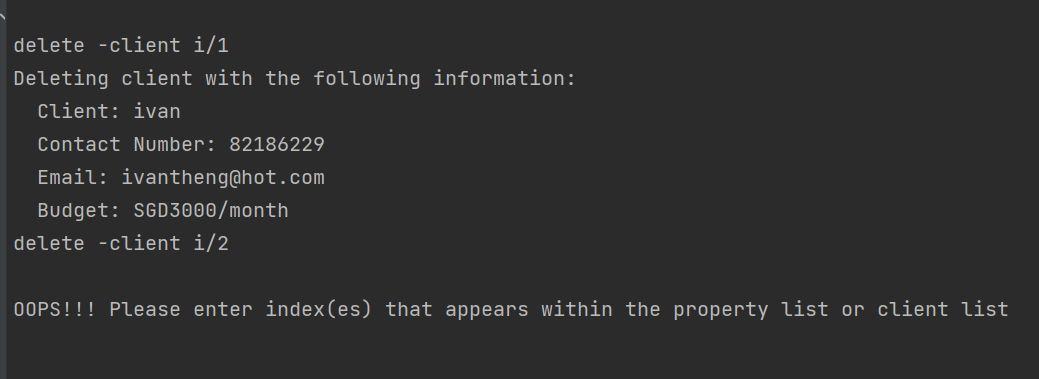 delete -client i/1
Deleting client with the following information:
Client: ivan
Contact Number: 82186229
Email: ivantheng@hot.com
Budget: SGD3000/month
delete -client i/2
OOPS!!! Please enter index(es) that appears within the property list or client list